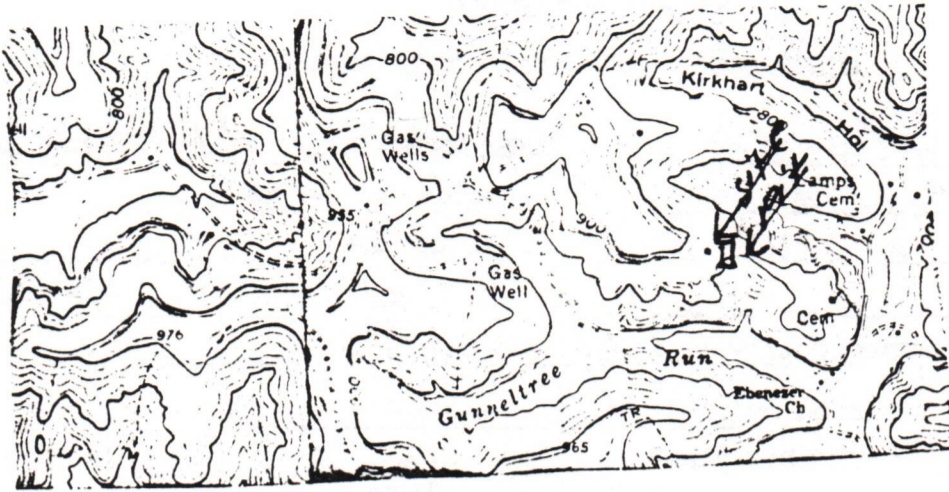 800
Kirkhart
Hol
800
Gas
Wells
Camps
Cem
955
900
Gas
Well
Cem
976
Run
Gunneltree
Ebenezer
Ch
TR
965